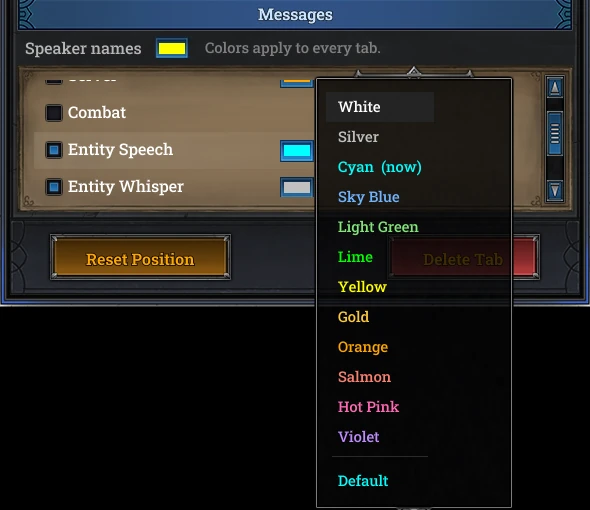 Messages
Speaker names
Colors apply to every tab.
Combat
Entity Speech
Entity Whisper
Reset Position
Delete Tab
White
Silver
Cyan (now)
Sky Blue
Light Green
Lime
Yellow
Gold
Orange
Salmon
Hot Pink
Violet
Default